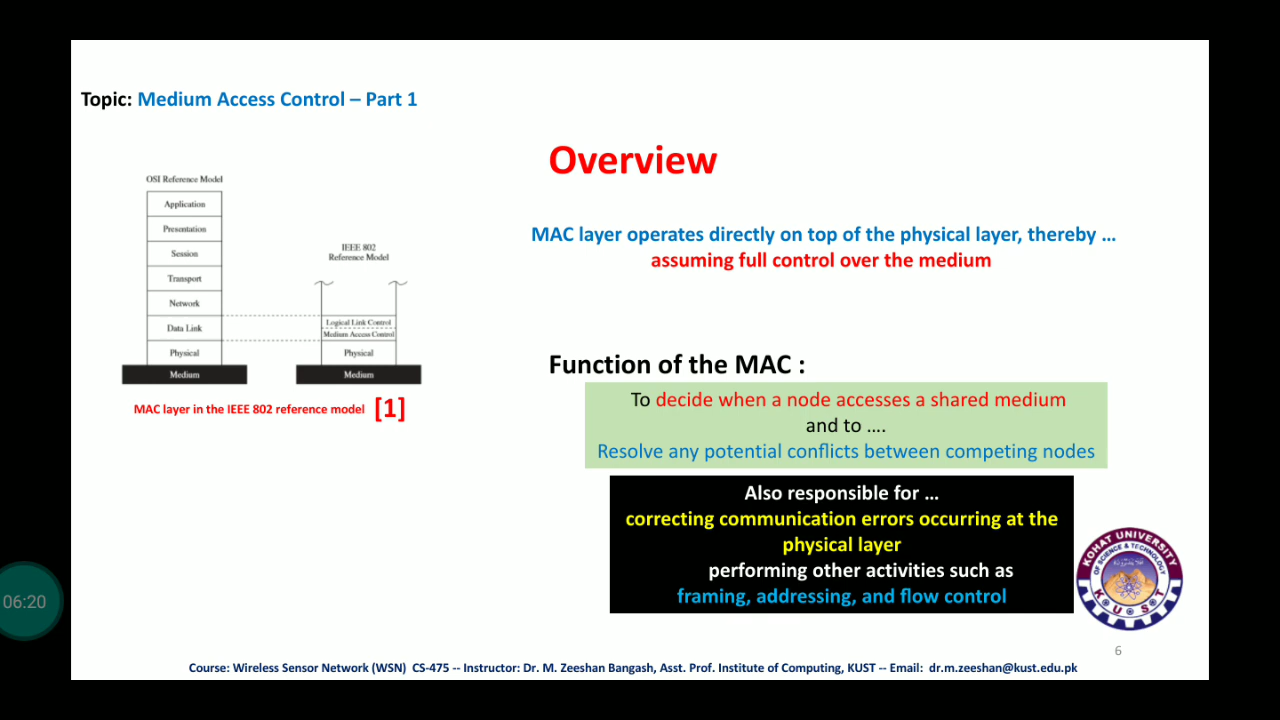 Topic: Medium Access Control – Part 1
Overview
OSI Reference Model
Application
Presentation
Session
Transport
Network
Data Link
Physical
Medium
IEEE 802
Reference Model
Logical Link Control
Medium Access Control
Physical
Medium
MAC layer in the IEEE 802 reference model [1]
MAC layer operates directly on top of the physical layer, thereby …
assuming full control over the medium
Function of the MAC :
To decide when a node accesses a shared medium
and to ….
Resolve any potential conflicts between competing nodes
Also responsible for …
correcting communication errors occurring at the
physical layer
performing other activities such as
framing, addressing, and flow control
KOHAT UNIVERSITY
OF SCIENCE & TECHNOLOGY
K U S T
06:20
6
Course: Wireless Sensor Network (WSN) CS-475 -- Instructor: Dr. M. Zeeshan Bangash, Asst. Prof. Institute of Computing, KUST -- Email: dr.m.zeeshan@kust.edu.pk